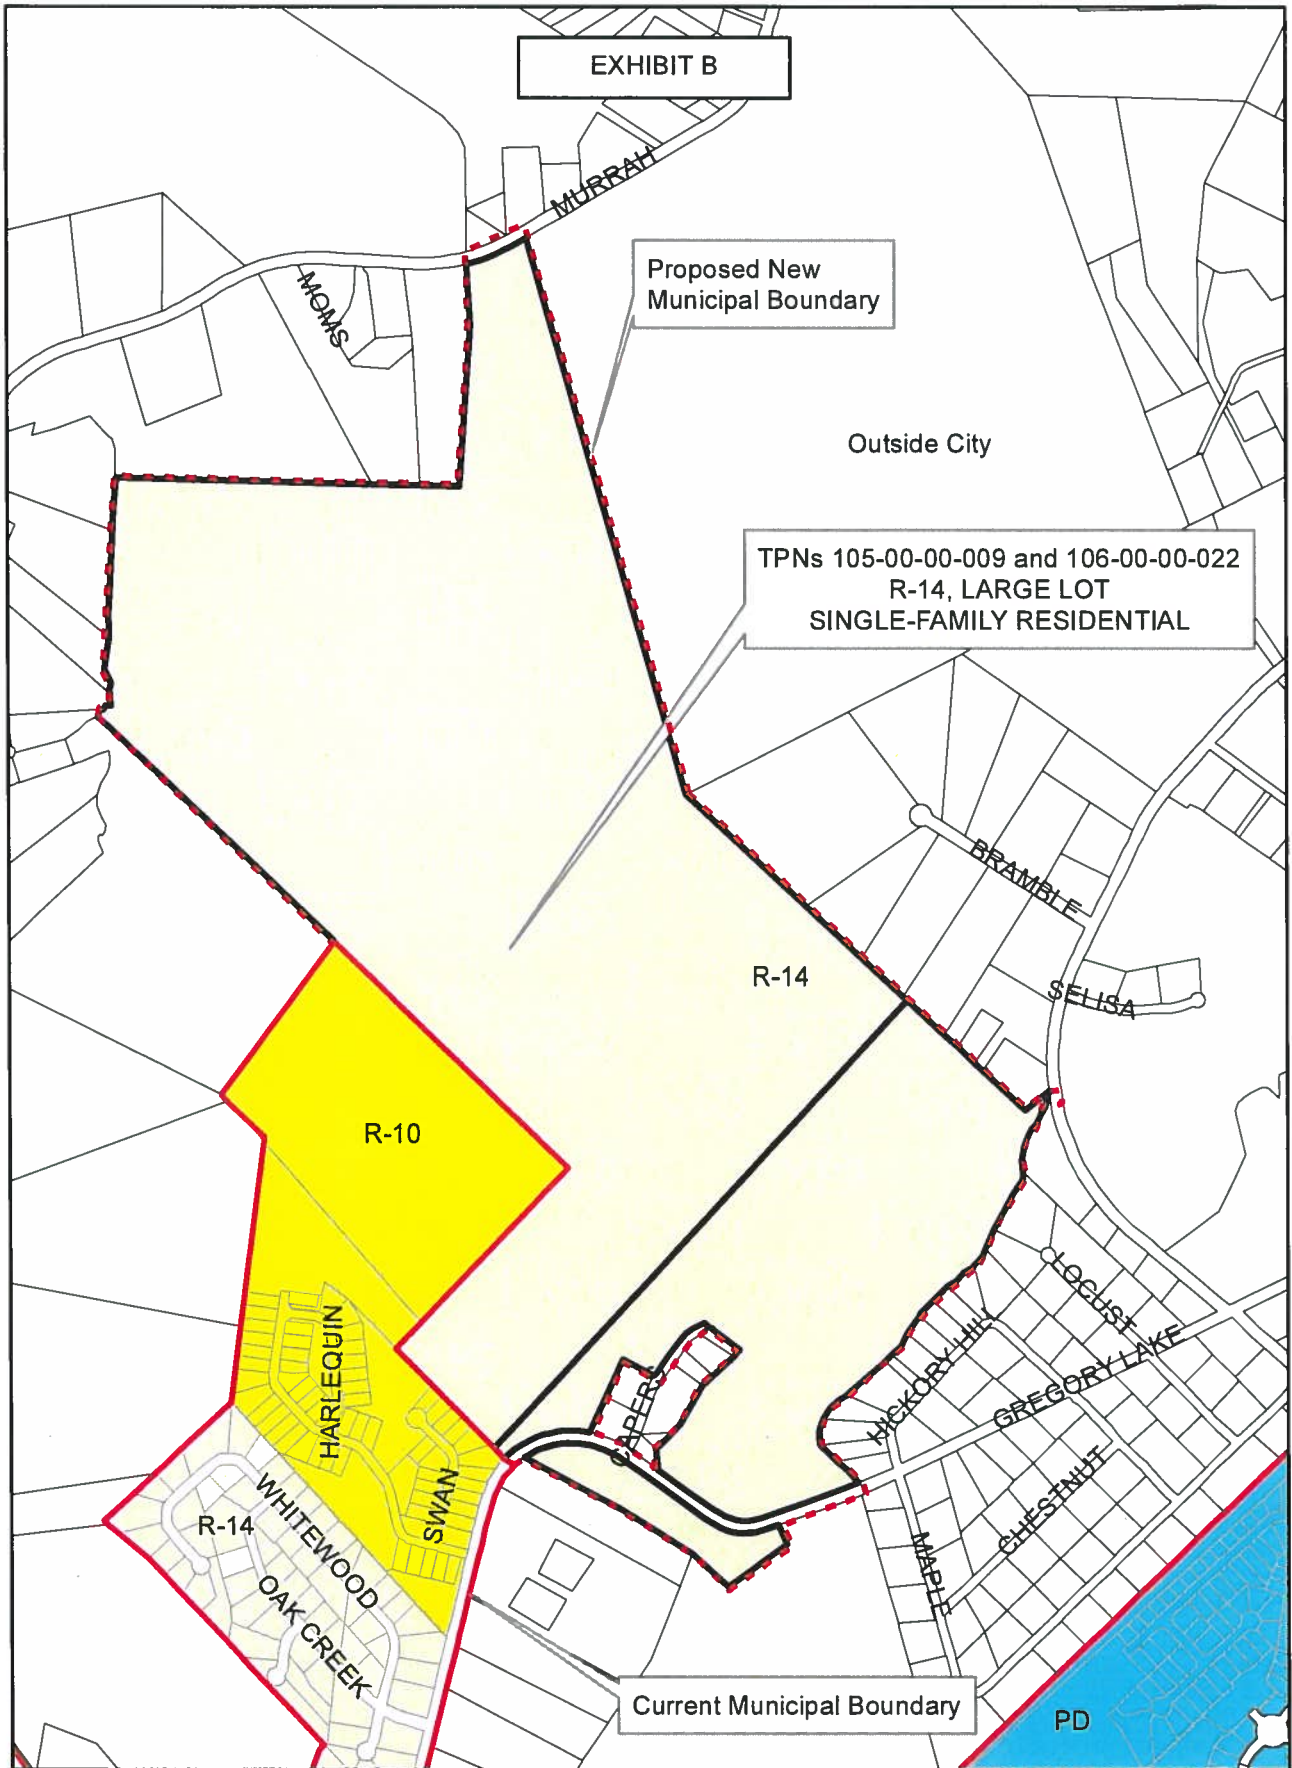 EXHIBIT B
MURRAH
Proposed New
Municipal Boundary
MOMS
Outside City
TPNs 105-00-00-009 and 106-00-00-022
R-14, LARGE LOT
SINGLE-FAMILY RESIDENTIAL
BRAMBLE
R-14
SELISA
R-10
LOCUST
HARLEQUIN
HICKORY HILL
GREGORY LAKE
CAPERS
SWAN
WHITEWOOD
R-14
CHESTNUT
MAPLE
OAK CREEK
Current Municipal Boundary
PD